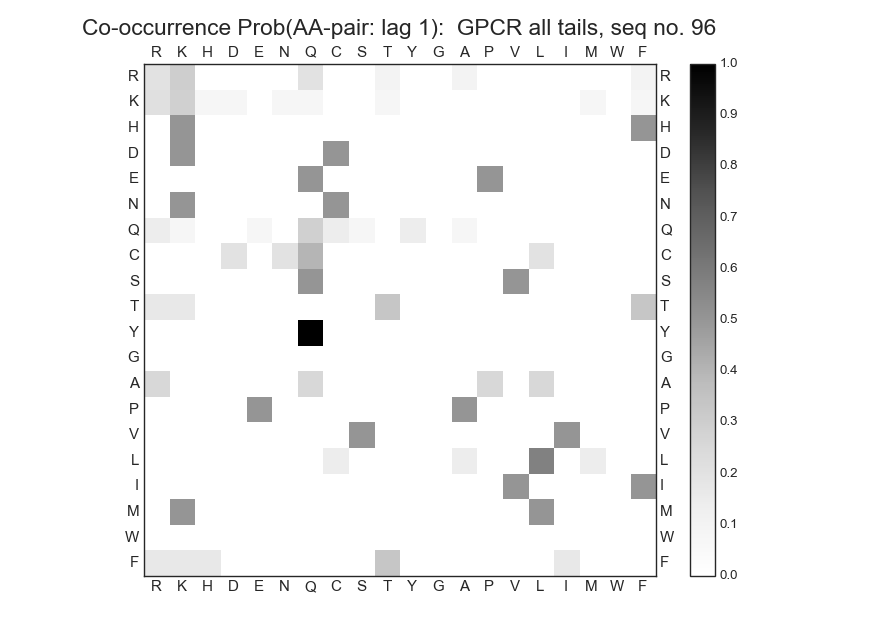 Co-occurrence Prob(AA-pair: lag 1):  GPCR all tails, seq no. 96
R K H D E N Q C S T Y G A P V L I M W F
R R 1.0
K K 0.9
H H
D D 0.8
E E
N N 0.7
Q Q
C C 0.6
S S
T T 0.5
Y Y
G G 0.4
A A
P P 0.3
V V
L L 0.2
I I
M M 0.1
W W
F F 0.0
R K H D E N Q C S T Y G A P V L I M W F